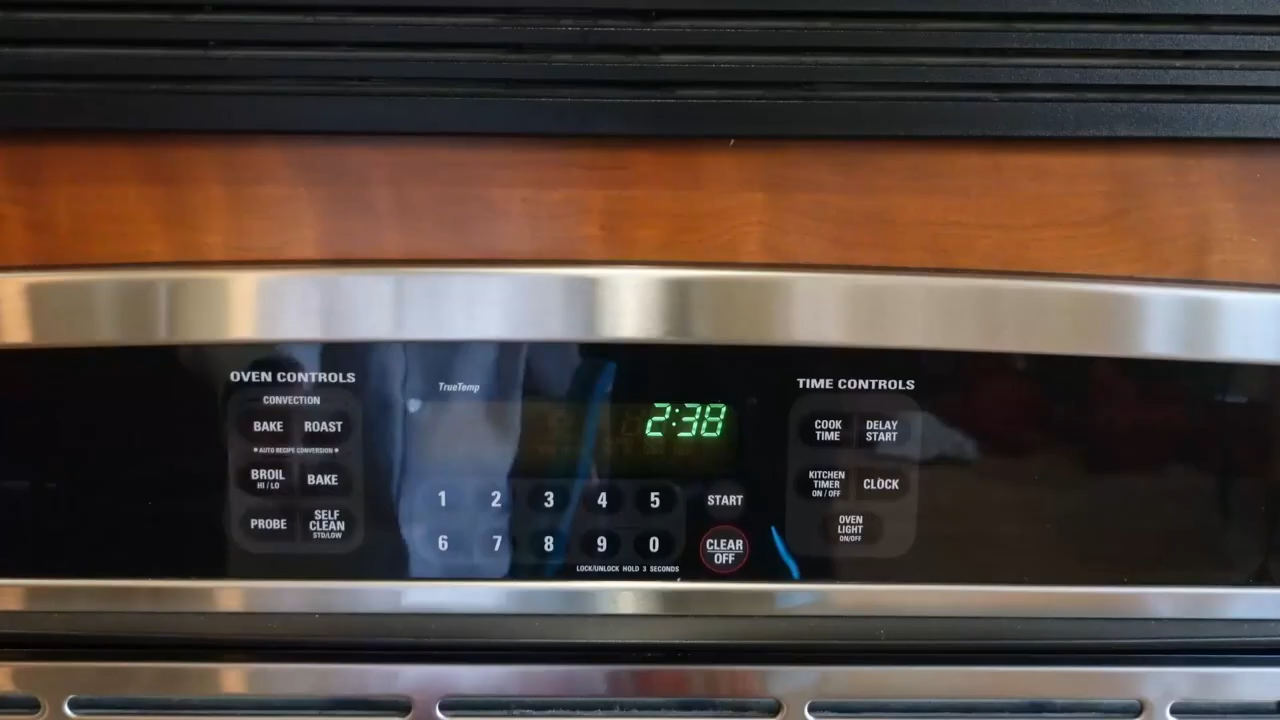 OVEN CONTROLS
CONVECTION
BAKE ROAST
• AUTO RECIPE CONVERSION •
BROIL
HI / LO
BAKE
PROBE
SELF
CLEAN
STD/LOW
TrueTemp
2:38
1 2 3 4 5
6 7 8 9 0
LOCK/UNLOCK HOLD 3 SECONDS
START
CLEAR
OFF
TIME CONTROLS
COOK
TIME
DELAY
START
KITCHEN
TIMER
ON / OFF
CLOCK
OVEN
LIGHT
ON/OFF